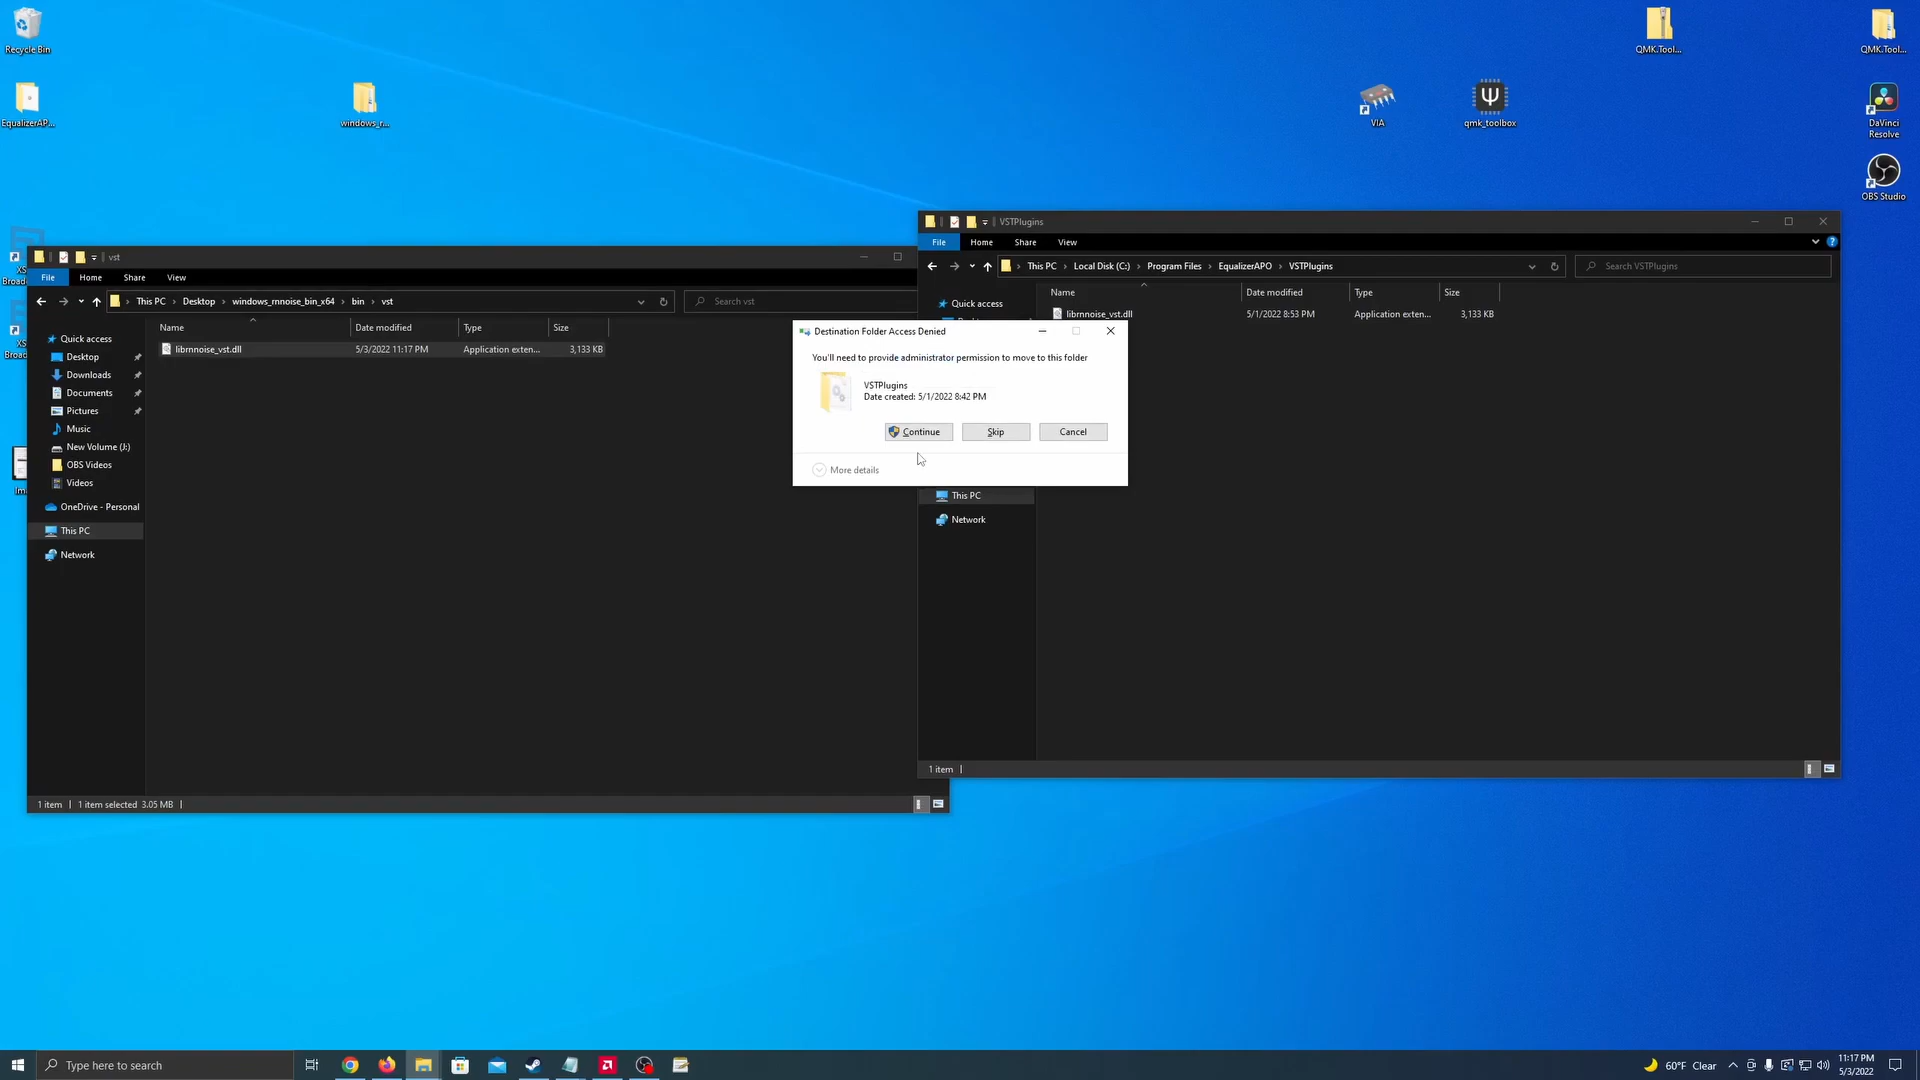 Recycle Bin
EqualizerAP...
windows_r...
VIA
qmk_toolbox
QMK.Tool...
QMK.Tool...
DaVinci
Resolve
OBS Studio
XS
Broad
XS
Broad
Im
vst
File Home Share View
This PC › Desktop › windows_rnnoise_bin_x64 › bin › vst
Search vst
Quick access
Desktop
Downloads
Documents
Pictures
Music
New Volume (J:)
OBS Videos
Videos
OneDrive - Personal
This PC
Network
Name Date modified Type Size
librnnoise_vst.dll 5/3/2022 11:17 PM Application exten... 3,133 KB
1 item 1 item selected 3.05 MB
VSTPlugins
File Home Share View
This PC › Local Disk (C:) › Program Files › EqualizerAPO › VSTPlugins
Search VSTPlugins
Quick access
Name Date modified Type Size
librnnoise_vst.dll 5/1/2022 8:53 PM Application exten... 3,133 KB
This PC
Network
1 item
Destination Folder Access Denied
You'll need to provide administrator permission to move to this folder
VSTPlugins
Date created: 5/1/2022 8:42 PM
Continue Skip Cancel
More details
Type here to search
60°F Clear
11:17 PM
5/3/2022